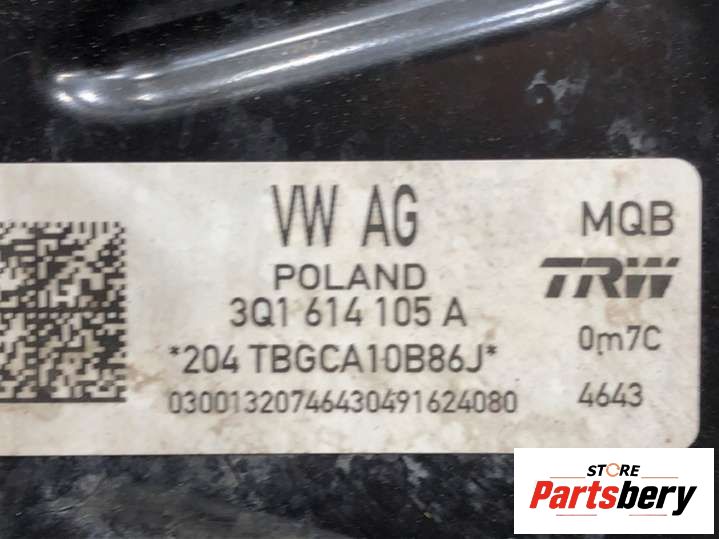 VW AG
MQB
POLAND
TRW
3Q1 614 105 A
*204 TBGCA10B86J*
0m7C
03001320746430491624080
4643
STORE
Partsbery